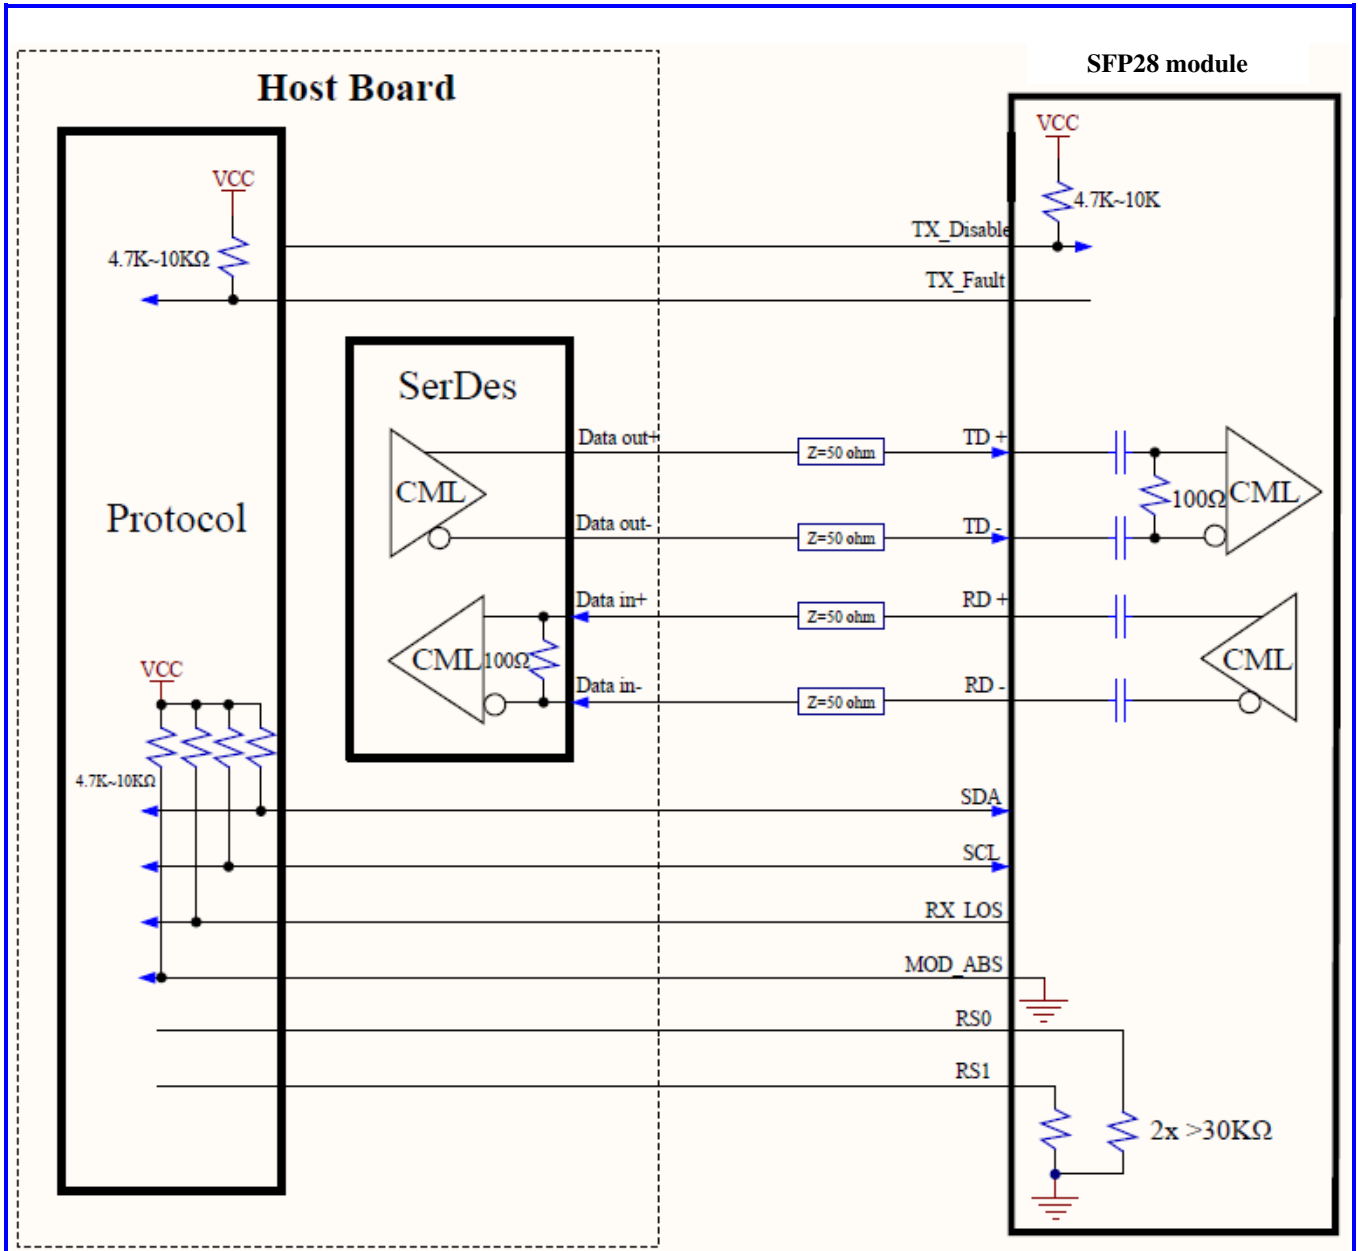 SFP28 module
Host Board
VCC
4.7K~10K
VCC
4.7K~10KΩ
TX_Disable
TX_Fault
SerDes
Data out+
Z=50 ohm
TD +
CML
100Ω
CML
Protocol
Data out-
Z=50 ohm
TD -
Data in+
Z=50 ohm
RD +
CML
100Ω
CML
Data in-
Z=50 ohm
RD -
VCC
4.7K~10KΩ
SDA
SCL
RX LOS
MOD_ABS
RS0
RS1
2x >30KΩ